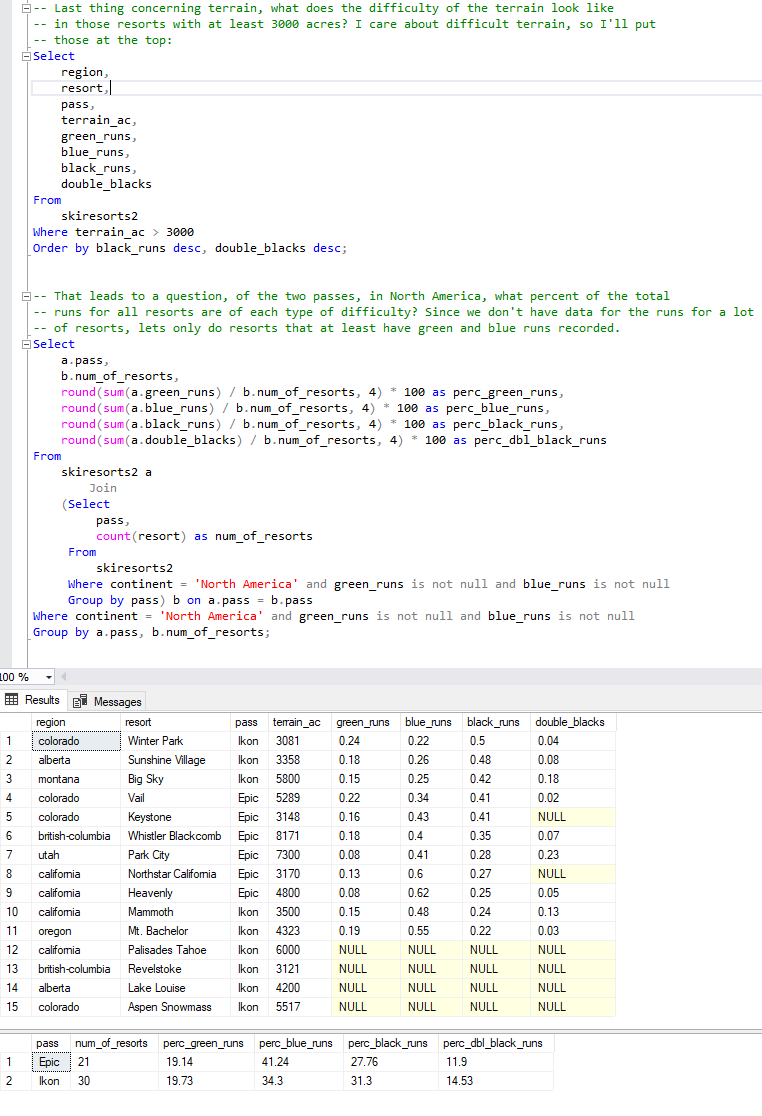 -- Last thing concerning terrain, what does the difficulty of the terrain look like
-- in those resorts with at least 3000 acres? I care about difficult terrain, so I'll put
-- those at the top:
Select
region,
resort,
pass,
terrain_ac,
green_runs,
blue_runs,
black_runs,
double_blacks
From
skiresorts2
Where terrain_ac > 3000
Order by black_runs desc, double_blacks desc;
-- That leads to a question, of the two passes, in North America, what percent of the total
-- runs for all resorts are of each type of difficulty? Since we don't have data for the runs for a lot
-- of resorts, lets only do resorts that at least have green and blue runs recorded.
Select
a.pass,
b.num_of_resorts,
round(sum(a.green_runs) / b.num_of_resorts, 4) * 100 as perc_green_runs,
round(sum(a.blue_runs) / b.num_of_resorts, 4) * 100 as perc_blue_runs,
round(sum(a.black_runs) / b.num_of_resorts, 4) * 100 as perc_black_runs,
round(sum(a.double_blacks) / b.num_of_resorts, 4) * 100 as perc_dbl_black_runs
From
skiresorts2 a
Join
(Select
pass,
count(resort) as num_of_resorts
From
skiresorts2
Where continent = 'North America' and green_runs is not null and blue_runs is not null
Group by pass) b on a.pass = b.pass
Where continent = 'North America' and green_runs is not null and blue_runs is not null
Group by a.pass, b.num_of_resorts;
100 %
Results Messages
region resort pass terrain_ac green_runs blue_runs black_runs double_blacks
1 colorado Winter Park Ikon 3081 0.24 0.22 0.5 0.04
2 alberta Sunshine Village Ikon 3358 0.18 0.26 0.48 0.08
3 montana Big Sky Ikon 5800 0.15 0.25 0.42 0.18
4 colorado Vail Epic 5289 0.22 0.34 0.41 0.02
5 colorado Keystone Epic 3148 0.16 0.43 0.41 NULL
6 british-columbia Whistler Blackcomb Epic 8171 0.18 0.4 0.35 0.07
7 utah Park City Epic 7300 0.08 0.41 0.28 0.23
8 california Northstar California Epic 3170 0.13 0.6 0.27 NULL
9 california Heavenly Epic 4800 0.08 0.62 0.25 0.05
10 california Mammoth Ikon 3500 0.15 0.48 0.24 0.13
11 oregon Mt. Bachelor Ikon 4323 0.19 0.55 0.22 0.03
12 california Palisades Tahoe Ikon 6000 NULL NULL NULL NULL
13 british-columbia Revelstoke Ikon 3121 NULL NULL NULL NULL
14 alberta Lake Louise Ikon 4200 NULL NULL NULL NULL
15 colorado Aspen Snowmass Ikon 5517 NULL NULL NULL NULL
pass num_of_resorts perc_green_runs perc_blue_runs perc_black_runs perc_dbl_black_runs
1 Epic 21 19.14 41.24 27.76 11.9
2 Ikon 30 19.73 34.3 31.3 14.53